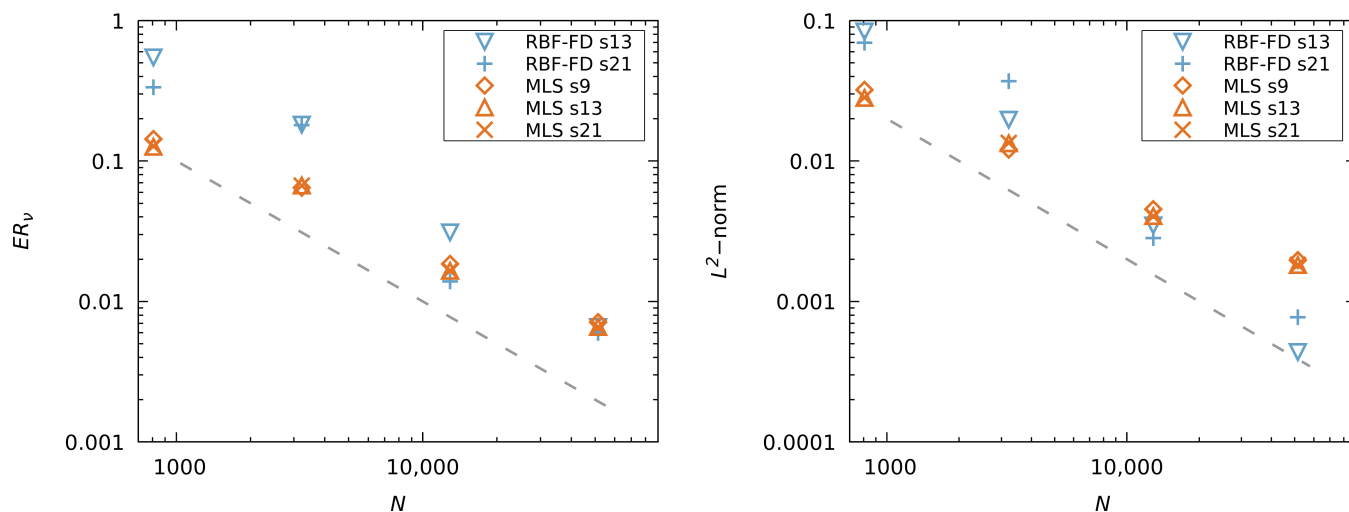 1
0.1
0.01
0.001
ER_ν
1000
10,000
N
RBF-FD s13
RBF-FD s21
MLS s9
MLS s13
MLS s21
0.1
0.01
0.001
0.0001
L²−norm
1000
10,000
N
RBF-FD s13
RBF-FD s21
MLS s9
MLS s13
MLS s21